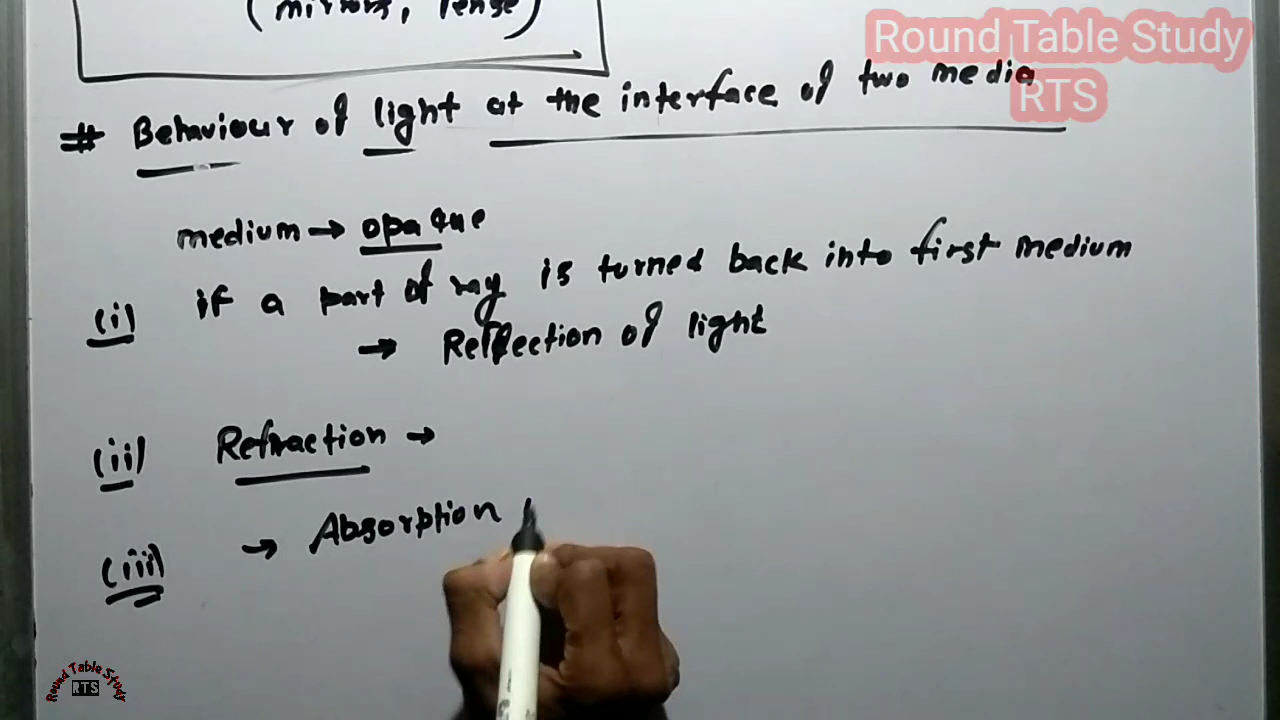 (mirrors, lense)
Round Table Study
RTS
# Behaviour of light at the interface of two media
medium → opaque
(i) if a part of ray is turned back into first medium
→ Reflection of light
(ii) Refraction →
(iii) → Absorption
Round Table Study
RTS